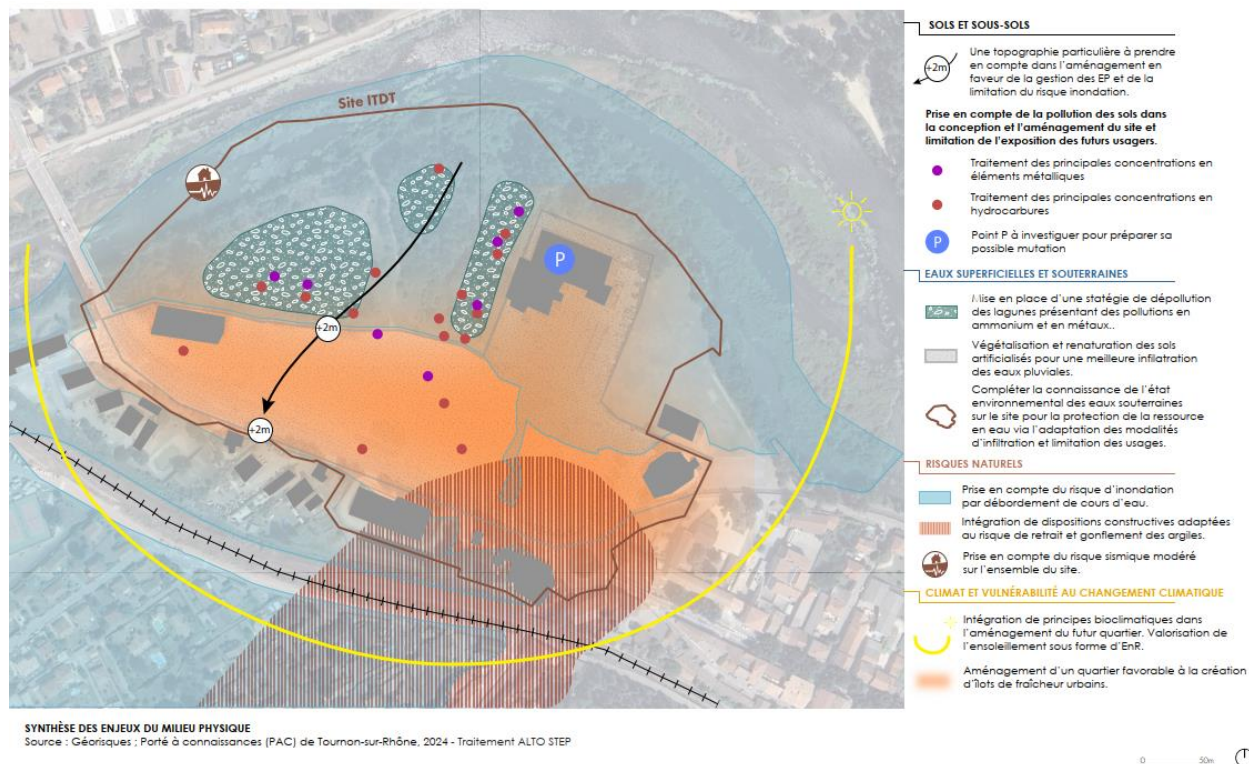 Site ITDT
P
+2m
+2m
SOLS ET SOUS-SOLS
+2m
Une topographie particulière à prendre
en compte dans l'aménagement en
faveur de la gestion des EP et de la
limitation du risque inondation.
Prise en compte de la pollution des sols dans
la conception et l'aménagement du site et
limitation de l'exposition des futurs usagers.
Traitement des principales concentrations en
éléments métalliques
Traitement des principales concentrations en
hydrocarbures
P
Point P à investiguer pour préparer sa
possible mutation
EAUX SUPERFICIELLES ET SOUTERRAINES
Mise en place d'une statégie de dépollution
des lagunes présentant des pollutions en
ammonium et en métaux..
Végétalisation et renaturation des sols
artificialisés pour une meilleure infilatration
des eaux pluviales.
Compléter la connaissance de l'état
environmental des eaux souterraines
sur le site pour la protection de la ressource
en eau via l'adaptation des modalités
d'infiltration et limitation des usages.
RISQUES NATURELS
Prise en compte du risque d'inondation
par débordement de cours d'eau.
Intégration de dispositions constructives adaptées
au risque de retrait et gonflement des argiles.
Prise en compte du risque sismique modéré
sur l'ensemble du site.
CLIMAT ET VULNÉRABILITÉ AU CHANGEMENT CLIMATIQUE
Intégration de principes bioclimatiques dans
l'aménagement du futur quartier. Valorisation de
l'ensoleillement sous forme d'EnR.
Aménagement d'un quartier favorable à la création
d'îlots de fraîcheur urbains.
SYNTHÈSE DES ENJEUX DU MILIEU PHYSIQUE
Source : Géorisques ; Porté à connaissances (PAC) de Tournon-sur-Rhône, 2024 - Traitement ALTO STEP
0 50m